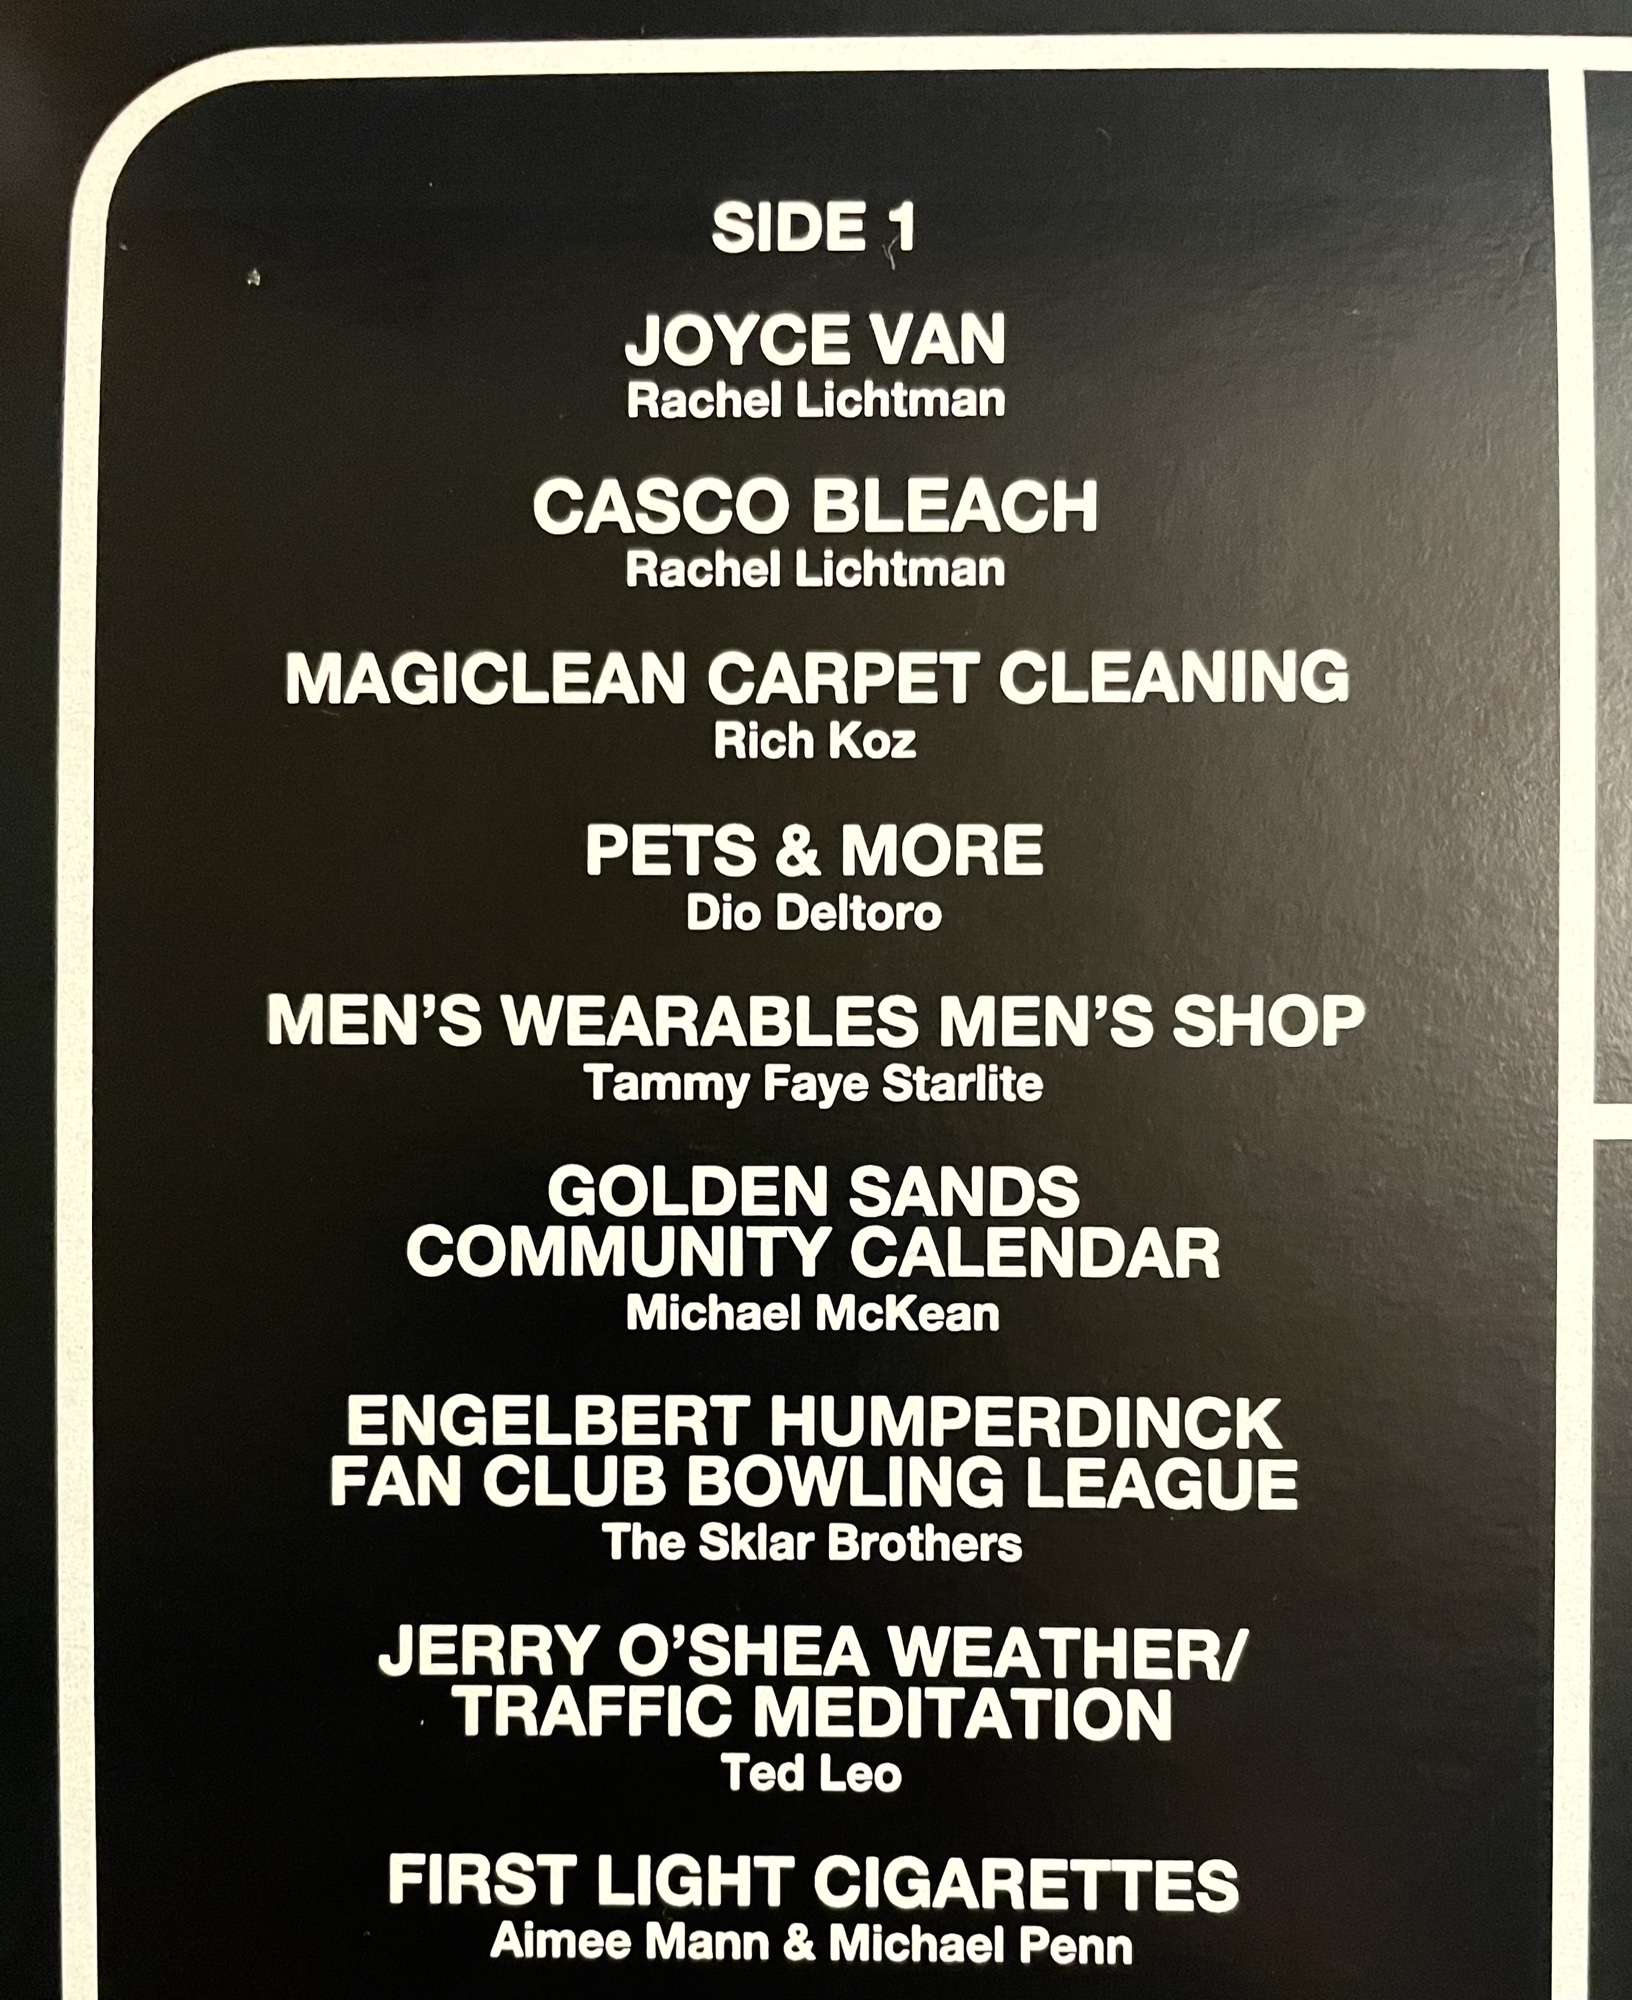 SIDE 1
JOYCE VAN
Rachel Lichtman
CASCO BLEACH
Rachel Lichtman
MAGICLEAN CARPET CLEANING
Rich Koz
PETS & MORE
Dio Deltoro
MEN’S WEARABLES MEN’S SHOP
Tammy Faye Starlite
GOLDEN SANDS
COMMUNITY CALENDAR
Michael McKean
ENGELBERT HUMPERDINCK
FAN CLUB BOWLING LEAGUE
The Sklar Brothers
JERRY O’SHEA WEATHER/
TRAFFIC MEDITATION
Ted Leo
FIRST LIGHT CIGARETTES
Aimee Mann & Michael Penn